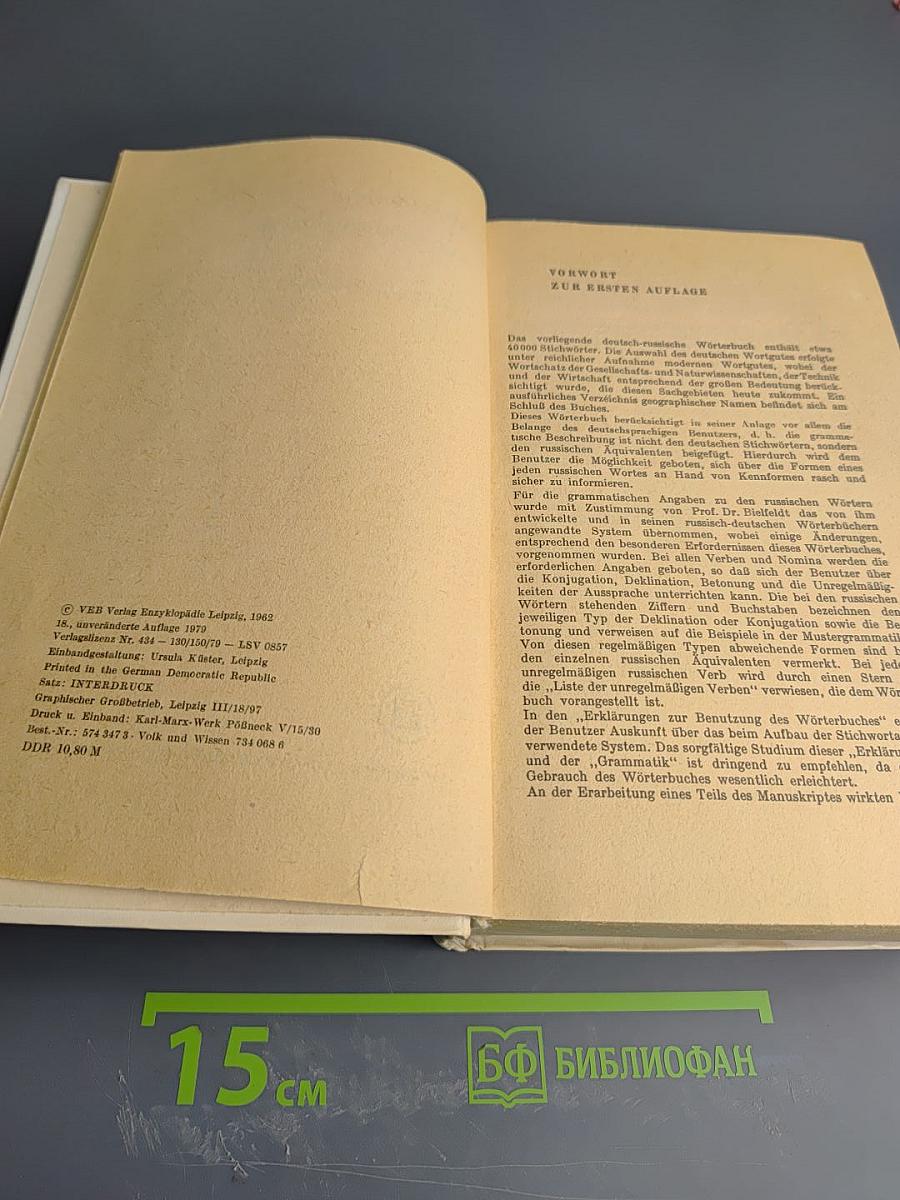 © VEB Verlag Enzyklopädie Leipzig, 1962
18., unveränderte Auflage 1979
Verlagslizenz Nr. 434 – 130/150/79 – LSV 0857
Einbandgestaltung: Ursula Küster, Leipzig
Printed in the German Democratic Republic
Satz: INTERDRUCK
Graphischer Großbetrieb, Leipzig III/18/97
Druck u. Einband: Karl-Marx-Werk Pößneck V/15/30
Best.-Nr.: 574 347 3 · Volk und Wissen 734 068 6
DDR 10,80 M
VORWORT
ZUR ERSTEN AUFLAGE
Das vorliegende deutsch-russische Wörterbuch enthält etwa
40000 Stichwörter. Die Auswahl des deutschen Wortgutes erfolgte
unter reichlicher Aufnahme modernen Wortgutes, wobei der
Wortschatz der Gesellschafts- und Naturwissenschaften, der Technik
und der Wirtschaft entsprechend der großen Bedeutung berück-
sichtigt wurde, die diesen Sachgebieten heute zukommt. Ein
ausführliches Verzeichnis geographischer Namen befindet sich am
Schluß des Buches.
Dieses Wörterbuch berücksichtigt in seiner Anlage vor allem die
Belange des deutschsprachigen Benutzers, d. h. die gramma-
tische Beschreibung ist nicht den deutschen Stichwörtern, sondern
den russischen Äquivalenten beigefügt. Hierdurch wird dem
Benutzer die Möglichkeit geboten, sich über die Formen eines
jeden russischen Wortes an Hand von Kennformen rasch und
sicher zu informieren.
Für die grammatischen Angaben zu den russischen Wörtern
wurde mit Zustimmung von Prof. Dr. Bielfeldt das von ihm
entwickelte und in seinen russisch-deutschen Wörterbüchern
angewandte System übernommen, wobei einige Änderungen,
entsprechend den besonderen Erfordernissen dieses Wörterbuches,
vorgenommen wurden. Bei allen Verben und Nomina werden die
erforderlichen Angaben geboten, so daß sich der Benutzer über
die Konjugation, Deklination, Betonung und die Unregelmäßig-
keiten der Aussprache unterrichten kann. Die bei den russischen
Wörtern stehenden Ziffern und Buchstaben bezeichnen den
jeweiligen Typ der Deklination oder Konjugation sowie die Be
tonung und verweisen auf die Beispiele in der Mustergrammatik
Von diesen regelmäßigen Typen abweichende Formen sind b
den einzelnen russischen Äquivalenten vermerkt. Bei jede
unregelmäßigen russischen Verb wird durch einen Stern
die „Liste der unregelmäßigen Verben“ verwiesen, die dem Wör
buch vorangestellt ist.
In den „Erklärungen zur Benutzung des Wörterbuches“ e
der Benutzer Auskunft über das beim Aufbau der Stichworta
verwendete System. Das sorgfältige Studium dieser „Erkläru
und der „Grammatik“ ist dringend zu empfehlen, da
Gebrauch des Wörterbuches wesentlich erleichtert.
An der Erarbeitung eines Teils des Manuskriptes wirkten
15 см
БФ БИБЛИОФАН